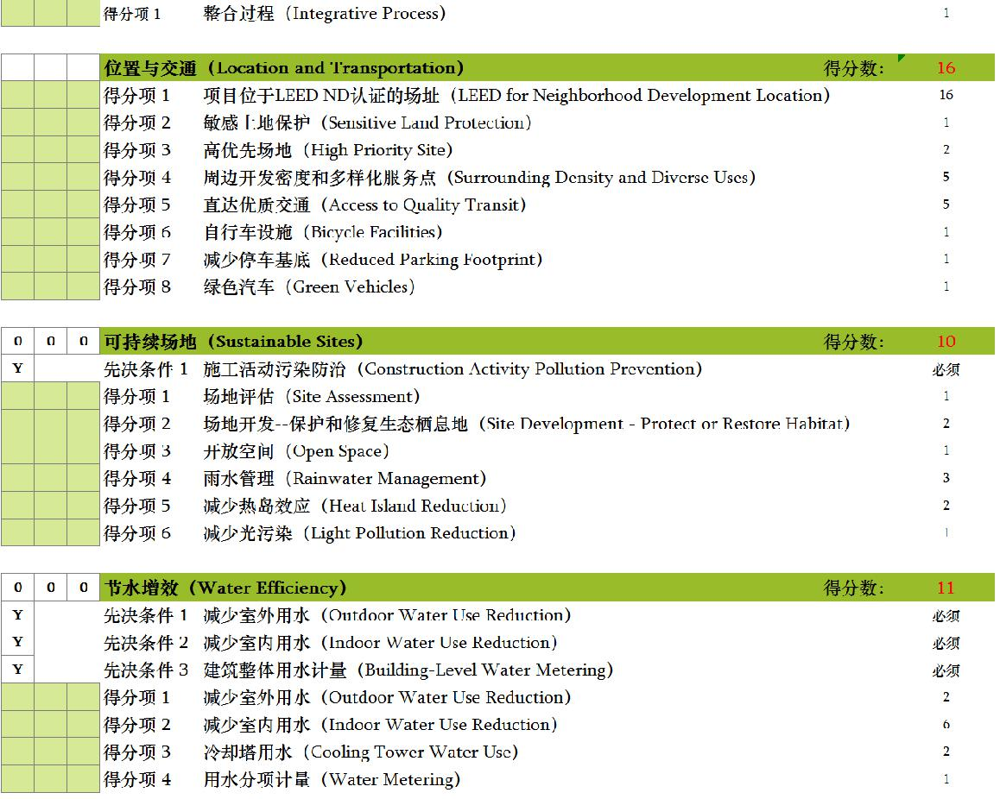 得分项 1 整合过程（Integrative Process） 1
位置与交通（Location and Transportation） 得分数： 16
得分项 1 项目位于LEED ND认证的场址（LEED for Neighborhood Development Location） 16
得分项 2 敏感土地保护（Sensitive Land Protection） 1
得分项 3 高优先场地（High Priority Site） 2
得分项 4 周边开发密度和多样化服务点（Surrounding Density and Diverse Uses） 5
得分项 5 直达优质交通（Access to Quality Transit） 5
得分项 6 自行车设施（Bicycle Facilities） 1
得分项 7 减少停车基底（Reduced Parking Footprint） 1
得分项 8 绿色汽车（Green Vehicles） 1
0 0 0 可持续场地（Sustainable Sites） 得分数： 10
Y 先决条件 1 施工活动污染防治（Construction Activity Pollution Prevention） 必须
得分项 1 场地评估（Site Assessment） 1
得分项 2 场地开发--保护和修复生态栖息地（Site Development - Protect or Restore Habitat） 2
得分项 3 开放空间（Open Space） 1
得分项 4 雨水管理（Rainwater Management） 3
得分项 5 减少热岛效应（Heat Island Reduction） 2
得分项 6 减少光污染（Light Pollution Reduction） 1
0 0 0 节水增效（Water Efficiency） 得分数： 11
Y 先决条件 1 减少室外用水（Outdoor Water Use Reduction） 必须
Y 先决条件 2 减少室内用水（Indoor Water Use Reduction） 必须
Y 先决条件 3 建筑整体用水计量（Building-Level Water Metering） 必须
得分项 1 减少室外用水（Outdoor Water Use Reduction） 2
得分项 2 减少室内用水（Indoor Water Use Reduction） 6
得分项 3 冷却塔用水（Cooling Tower Water Use） 2
得分项 4 用水分项计量（Water Metering） 1